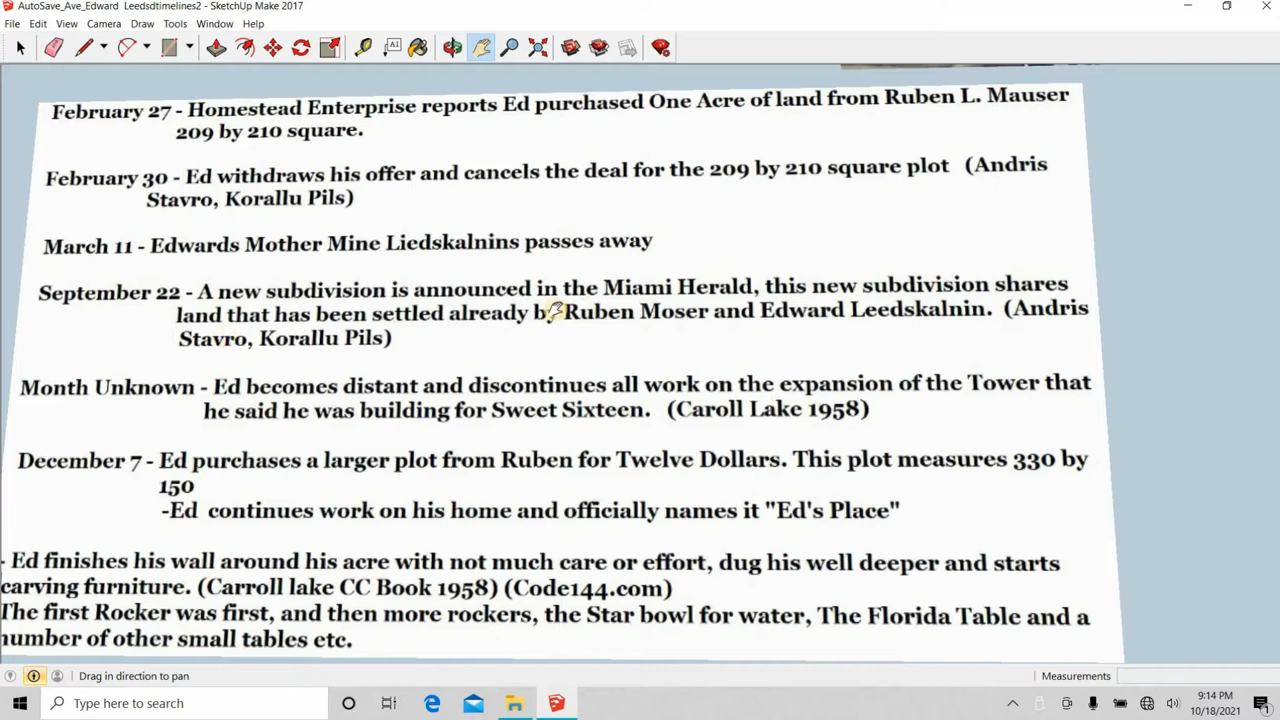 AutoSave_Ave_Edward Leedsdtimelines2 - SketchUp Make 2017
File Edit View Camera Draw Tools Window Help
February 27 - Homestead Enterprise reports Ed purchased One Acre of land from Ruben L. Mauser
209 by 210 square.
February 30 - Ed withdraws his offer and cancels the deal for the 209 by 210 square plot (Andris
Stavro, Korallu Pils)
March 11 - Edwards Mother Mine Liedskalnins passes away
September 22 - A new subdivision is announced in the Miami Herald, this new subdivision shares
land that has been settled already by Ruben Moser and Edward Leedskalnin. (Andris
Stavro, Korallu Pils)
Month Unknown - Ed becomes distant and discontinues all work on the expansion of the Tower that
he said he was building for Sweet Sixteen. (Caroll Lake 1958)
December 7 - Ed purchases a larger plot from Ruben for Twelve Dollars. This plot measures 330 by
150
-Ed continues work on his home and officially names it "Ed's Place"
- Ed finishes his wall around his acre with not much care or effort, dug his well deeper and starts
carving furniture. (Carroll lake CC Book 1958) (Code144.com)
The first Rocker was first, and then more rockers, the Star bowl for water, The Florida Table and a
number of other small tables etc.
Drag in direction to pan
Measurements
Type here to search
9:14 PM
10/18/2021